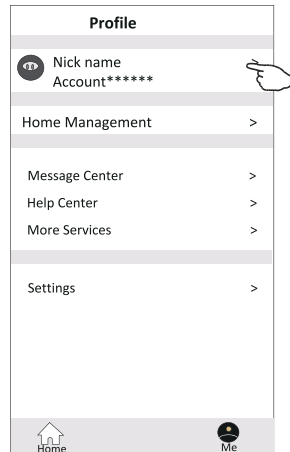 Profile
Nick name
Account******
Home Management >
Message Center >
Help Center >
More Services >
Settings >
Home Me